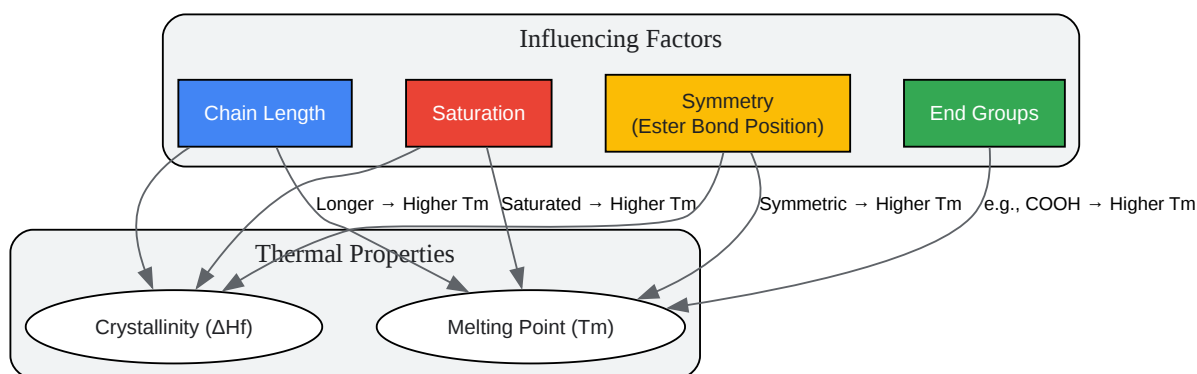 Influencing Factors
Chain Length
Saturation
Symmetry
(Ester Bond Position)
End Groups
Longer → Higher Tm
Saturated → Higher Tm
Symmetric → Higher Tm
e.g., COOH → Higher Tm
Thermal Properties
Crystallinity (ΔHf)
Melting Point (Tm)